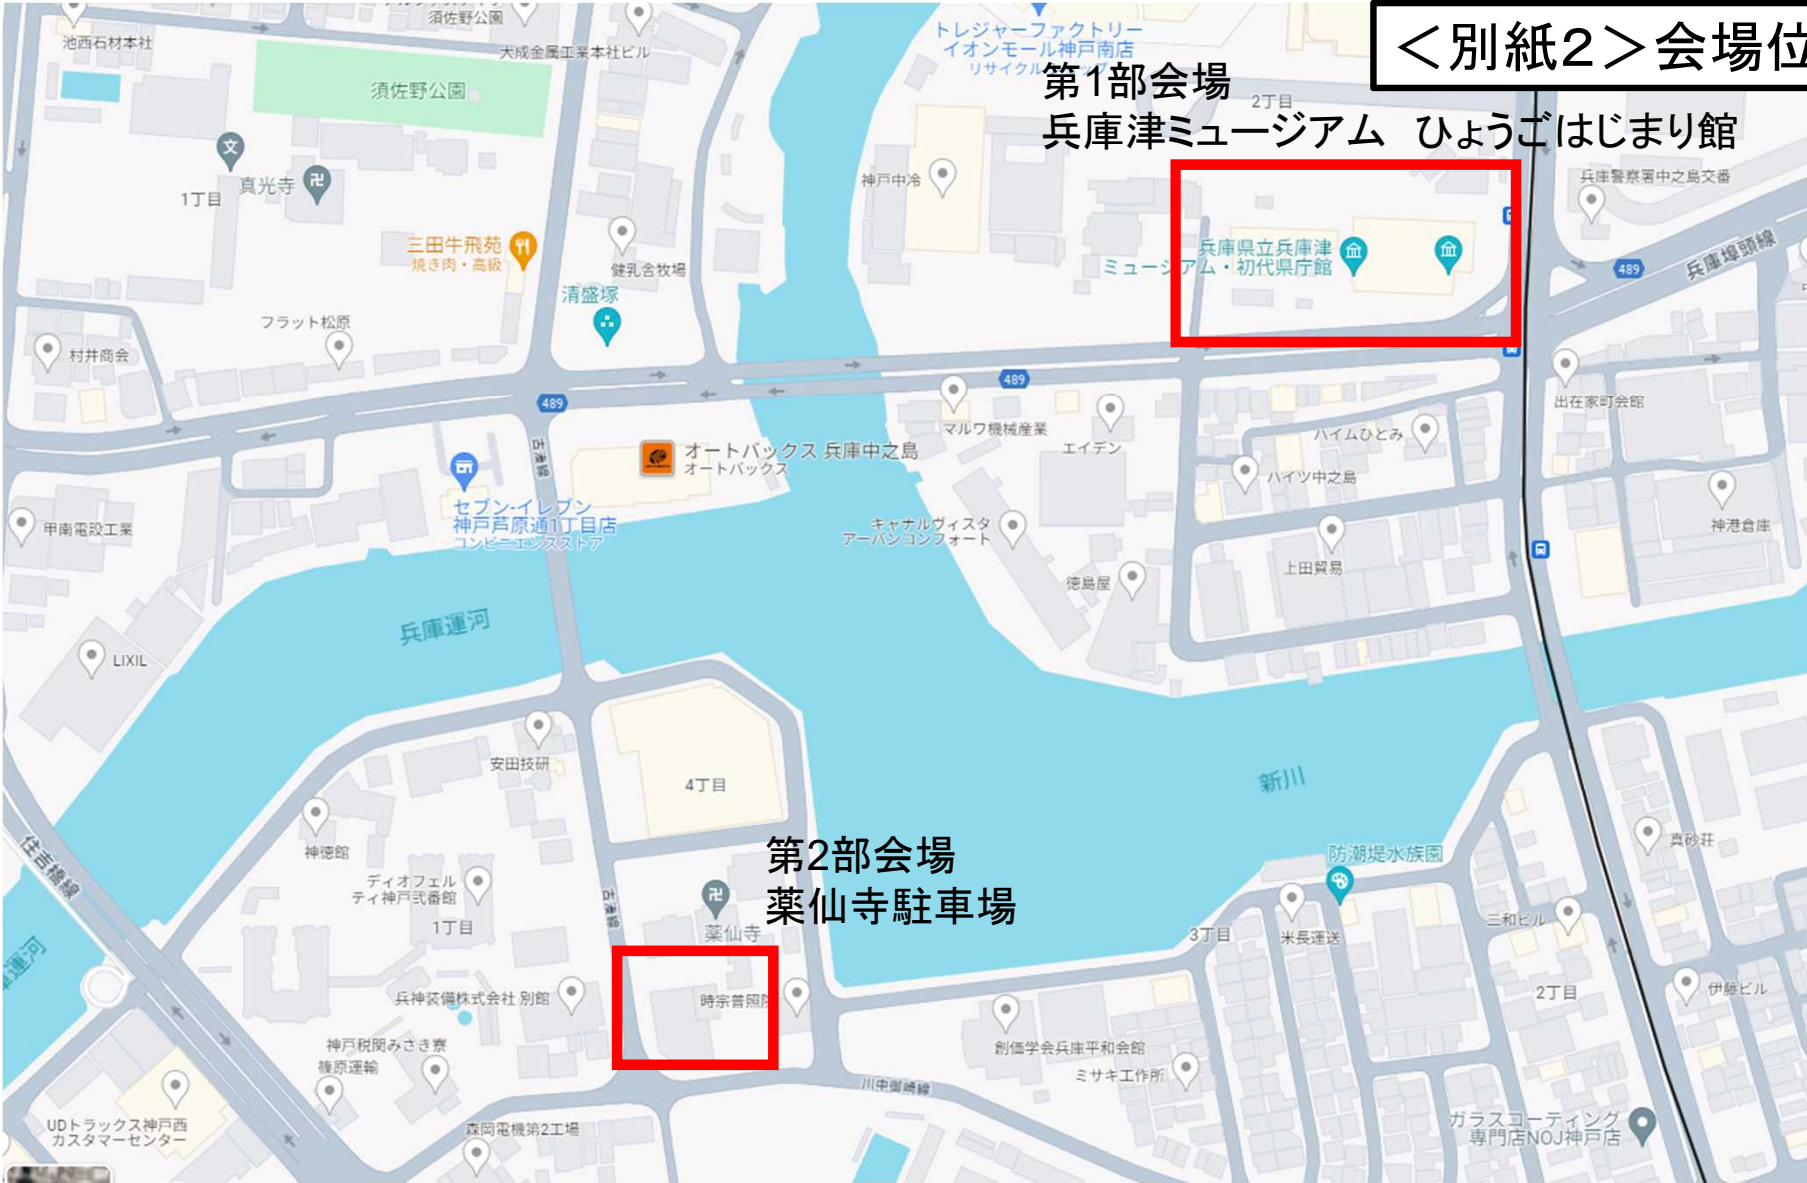 須佐野公園
池西石材本社
大成金属工業本社ビル
トレジャーファクトリー
イオンモール神戸南店
<別紙2>会場位
須佐野公園
第1部会場
2丁目
兵庫津ミュージアム ひょうごはじまり館
文
1丁目
真光寺
卍
神戸中冷
兵庫警察署中之島交番
三田牛飛苑
焼き肉・高級
健乳舎牧場
兵庫県立兵庫津
ミュージアム・初代県庁館
489
兵庫埠頭線
清盛塚
フラット松原
村井商会
489
489
マルワ機械産業
エイデン
ハイムひとみ
出在家町会館
古湊線
オートバックス 兵庫中之島
オートバックス
ハイツ中之島
セブン-イレブン
神戸芦原通1丁目店
コンビニエンスストア
甲南電設工業
キャナルヴィスタ
アーバンコンフォート
神港倉庫
上田貿易
徳島屋
兵庫運河
LIXIL
安田技研
4丁目
新川
神徳館
住吉橋線
第2部会場
薬仙寺駐車場
防潮堤水族園
真砂荘
ディオフェル
ティ神戸弐番館
1丁目
古湊線
卍
薬仙寺
3丁目
米長運送
三和ビル
運河
兵神装備株式会社 別館
時宗普照
2丁目
伊藤ビル
神戸税関みさき寮
篠原運輸
創価学会兵庫平和会館
ミサキ工作所
川中御崎線
UDトラックス神戸西
カスタマーセンター
森岡電機第2工場
ガラスコーティング
専門店NOJ神戸店